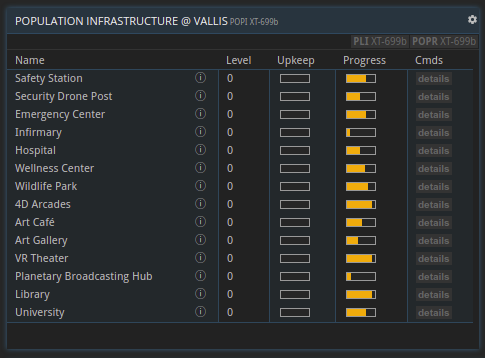 POPULATION INFRASTRUCTURE @ VALLIS POPI XT-699b
PLI XT-699b POPR XT-699b
Name Level Upkeep Progress Cmds
Safety Station 0 details
Security Drone Post 0 details
Emergency Center 0 details
Infirmary 0 details
Hospital 0 details
Wellness Center 0 details
Wildlife Park 0 details
4D Arcades 0 details
Art Café 0 details
Art Gallery 0 details
VR Theater 0 details
Planetary Broadcasting Hub 0 details
Library 0 details
University 0 details